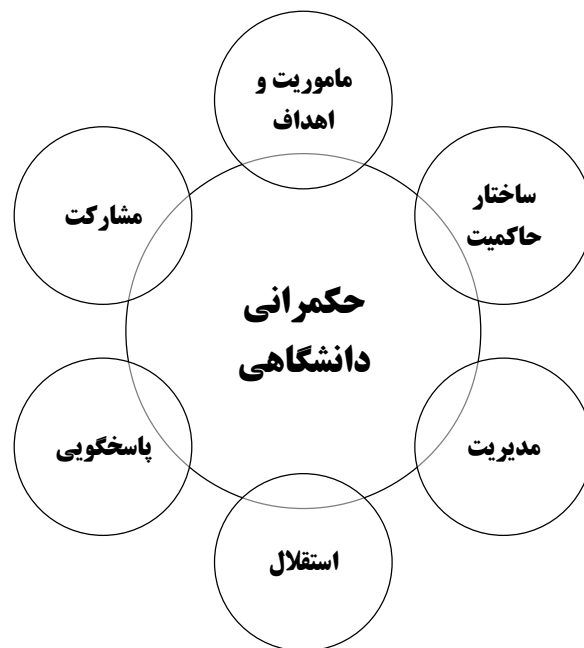 ماموریت و
اهداف
ساختار
حاکمیت
مشارکت
حکمرانی
دانشگاهی
پاسخگویی
مدیریت
استقلال